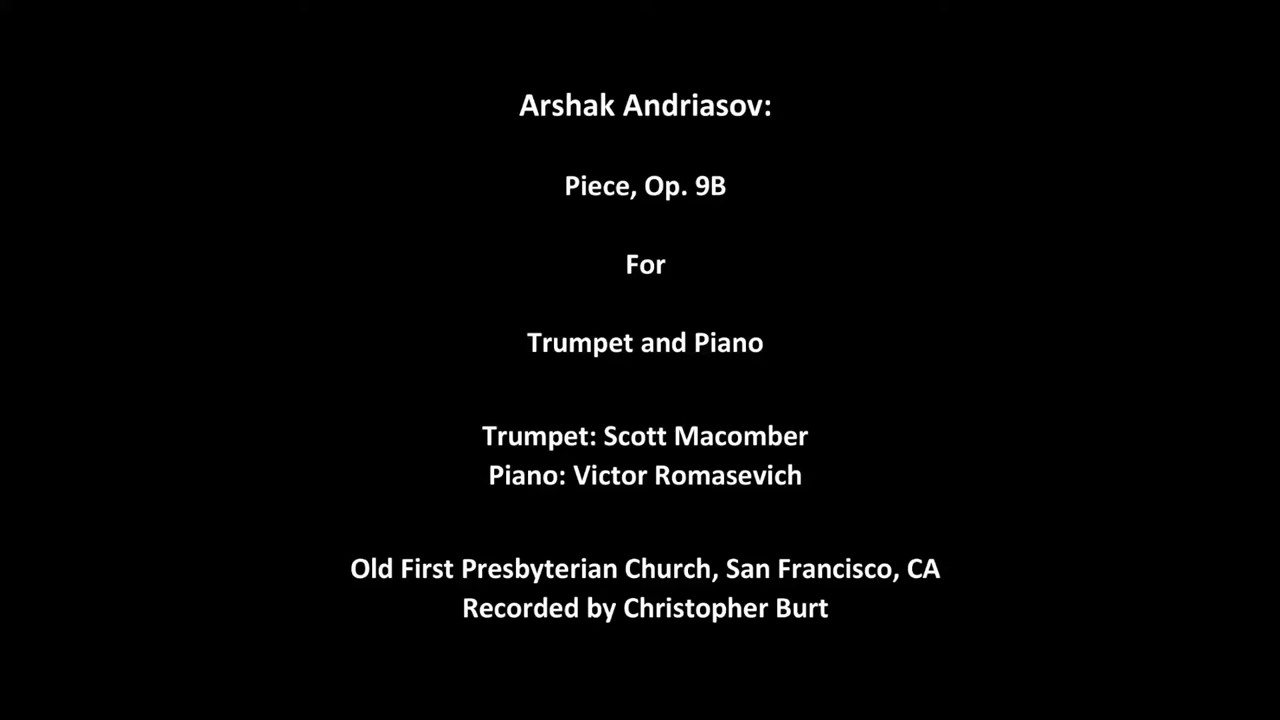 Arshak Andriasov:
Piece, Op. 9B
For
Trumpet and Piano
Trumpet: Scott Macomber
Piano: Victor Romasevich
Old First Presbyterian Church, San Francisco, CA
Recorded by Christopher Burt